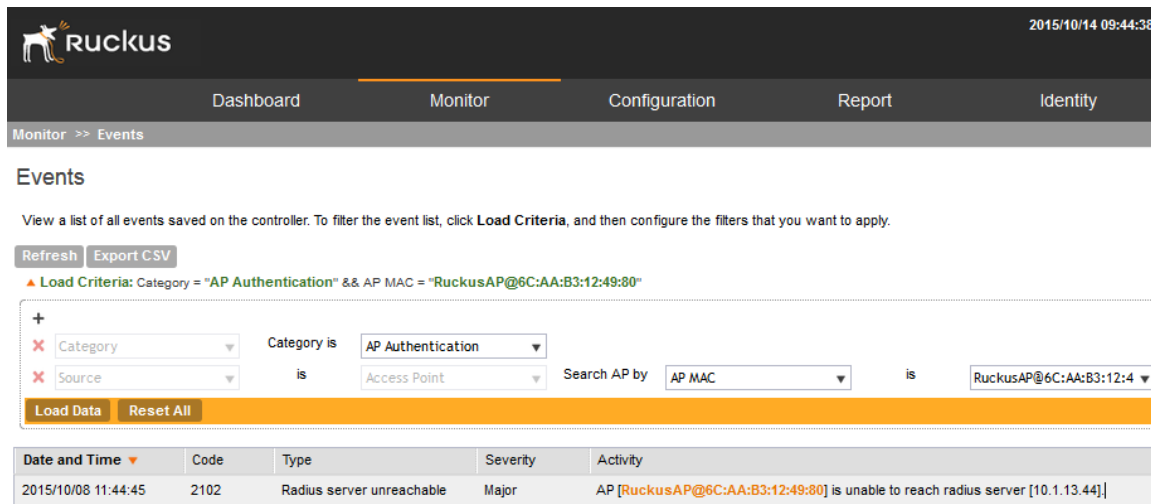 Ruckus
2015/10/14 09:44:38
Dashboard Monitor Configuration Report Identity
Monitor >> Events
Events
View a list of all events saved on the controller. To filter the event list, click Load Criteria, and then configure the filters that you want to apply.
Refresh Export CSV
Load Criteria: Category = "AP Authentication" && AP MAC = "RuckusAP@6C:AA:B3:12:49:80"
+
Category Category is AP Authentication
Source is Access Point Search AP by AP MAC is RuckusAP@6C:AA:B3:12:4
Load Data Reset All
Date and Time Code Type Severity Activity
2015/10/08 11:44:45 2102 Radius server unreachable Major AP [RuckusAP@6C:AA:B3:12:49:80] is unable to reach radius server [10.1.13.44].